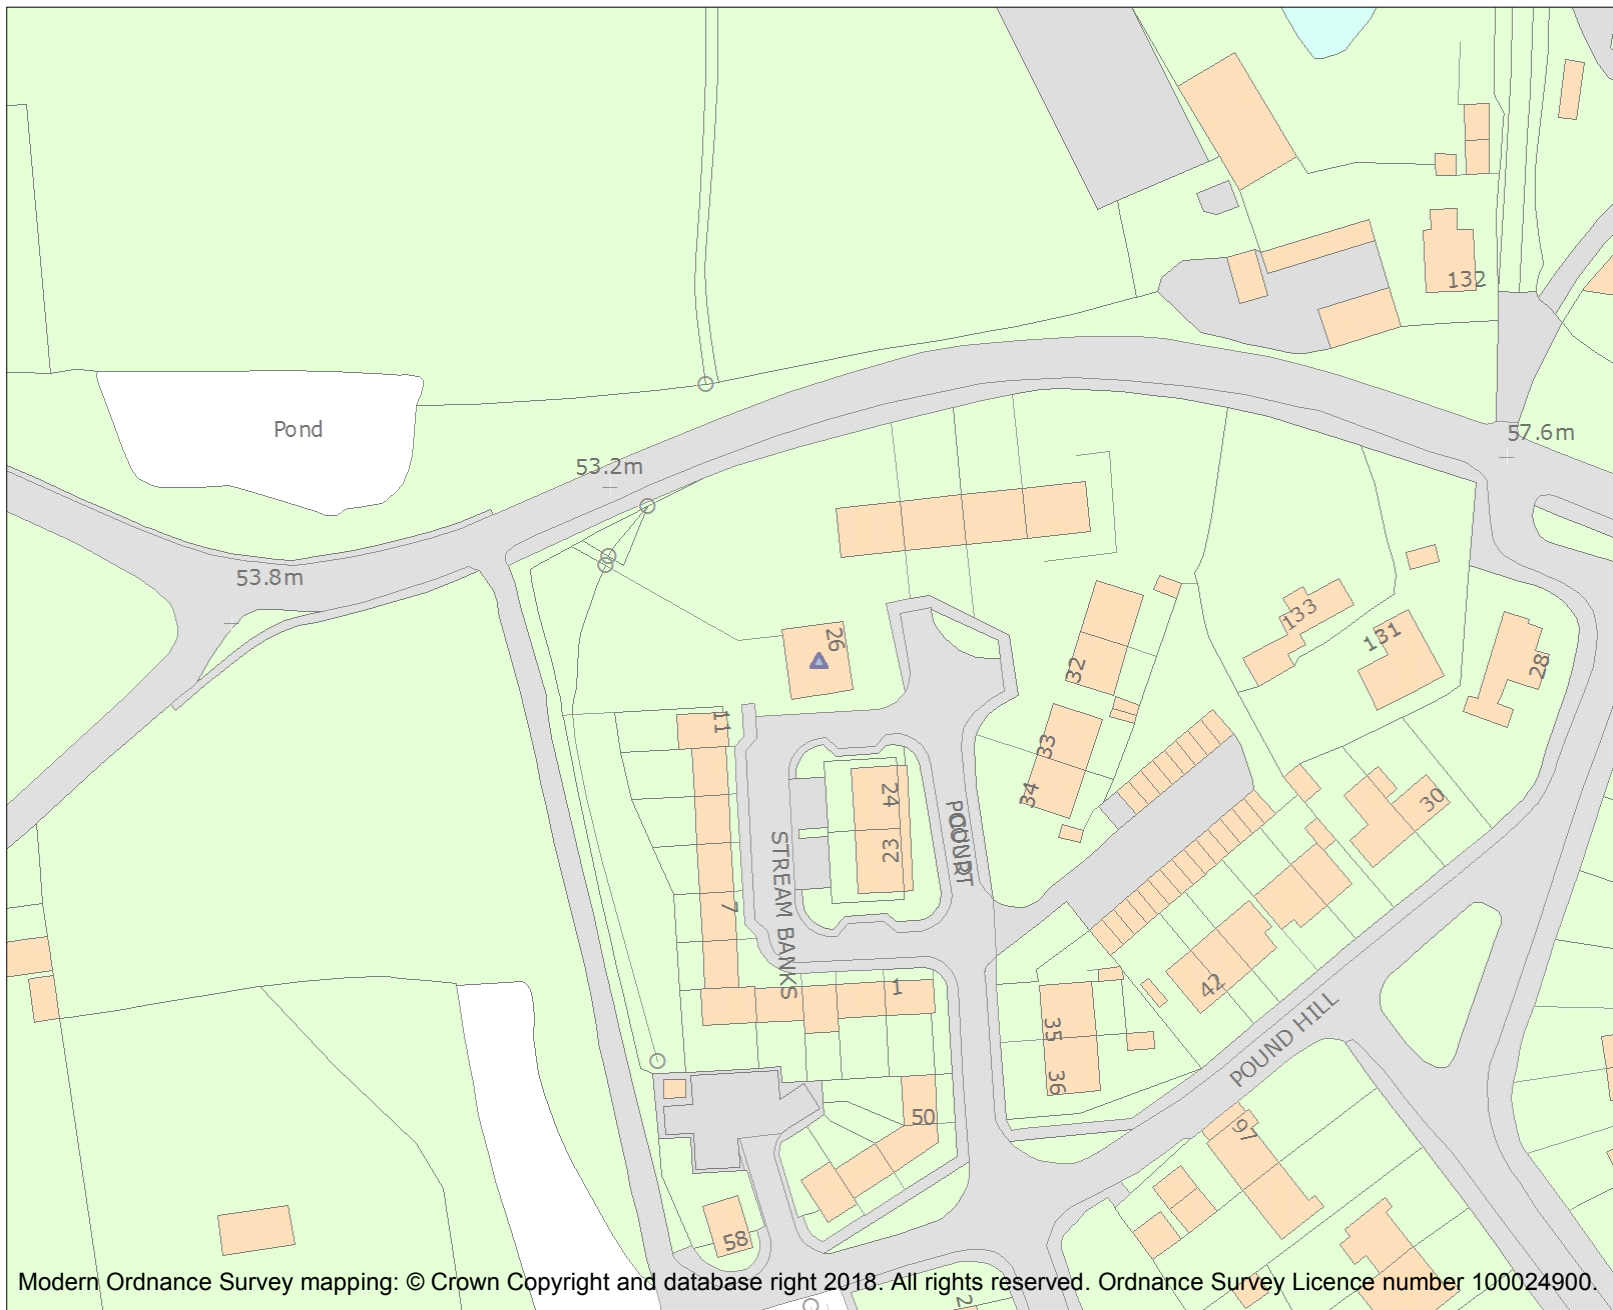 132
57.6m
Pond
53.2m
53.8m
26
133
131
28
32
11
33
34
24
23
30
POUND
COURT
STREAM BANKS
7
1
42
35
36
POUND HILL
50
97
58
2
Modern Ordnance Survey mapping: © Crown Copyright and database right 2018. All rights reserved. Ordnance Survey Licence number 100024900.